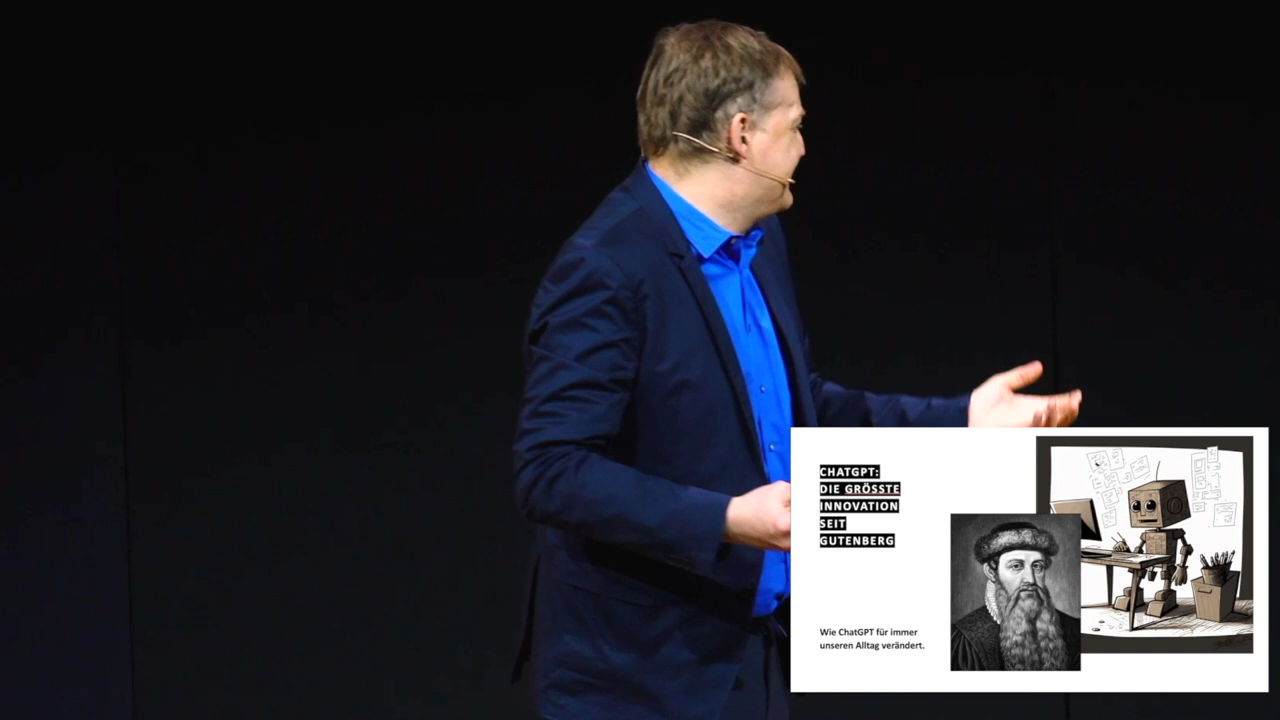 CHATGPT:
DIE GRÖSSTE
INNOVATION
SEIT
GUTENBERG
Wie ChatGPT für immer
unseren Alltag verändert.